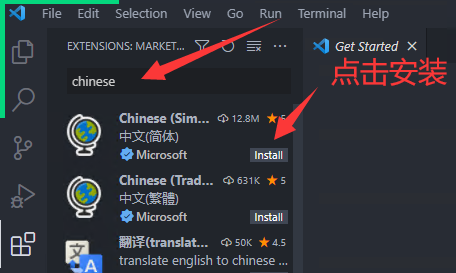 File Edit Selection View Go Run Terminal Help
EXTENSIONS: MARKET...
Get Started
chinese
点击安装
Chinese (Sim... 12.8M
中文(简体)
Microsoft Install
Chinese (Trad... 631K 5
中文(繁體)
Microsoft Install
翻译(translat... 50K 4.5
translate english to chinese ...